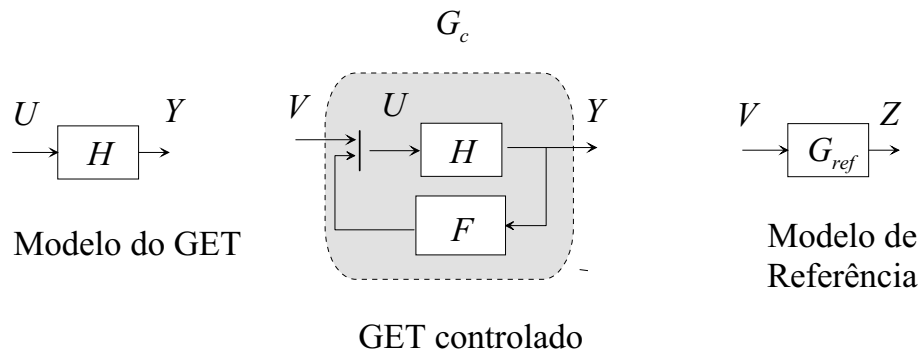 G_c
U
Y
H
V
U
Y
H
F
V
Z
G_ref
Modelo do GET
GET controlado
Modelo de
Referência